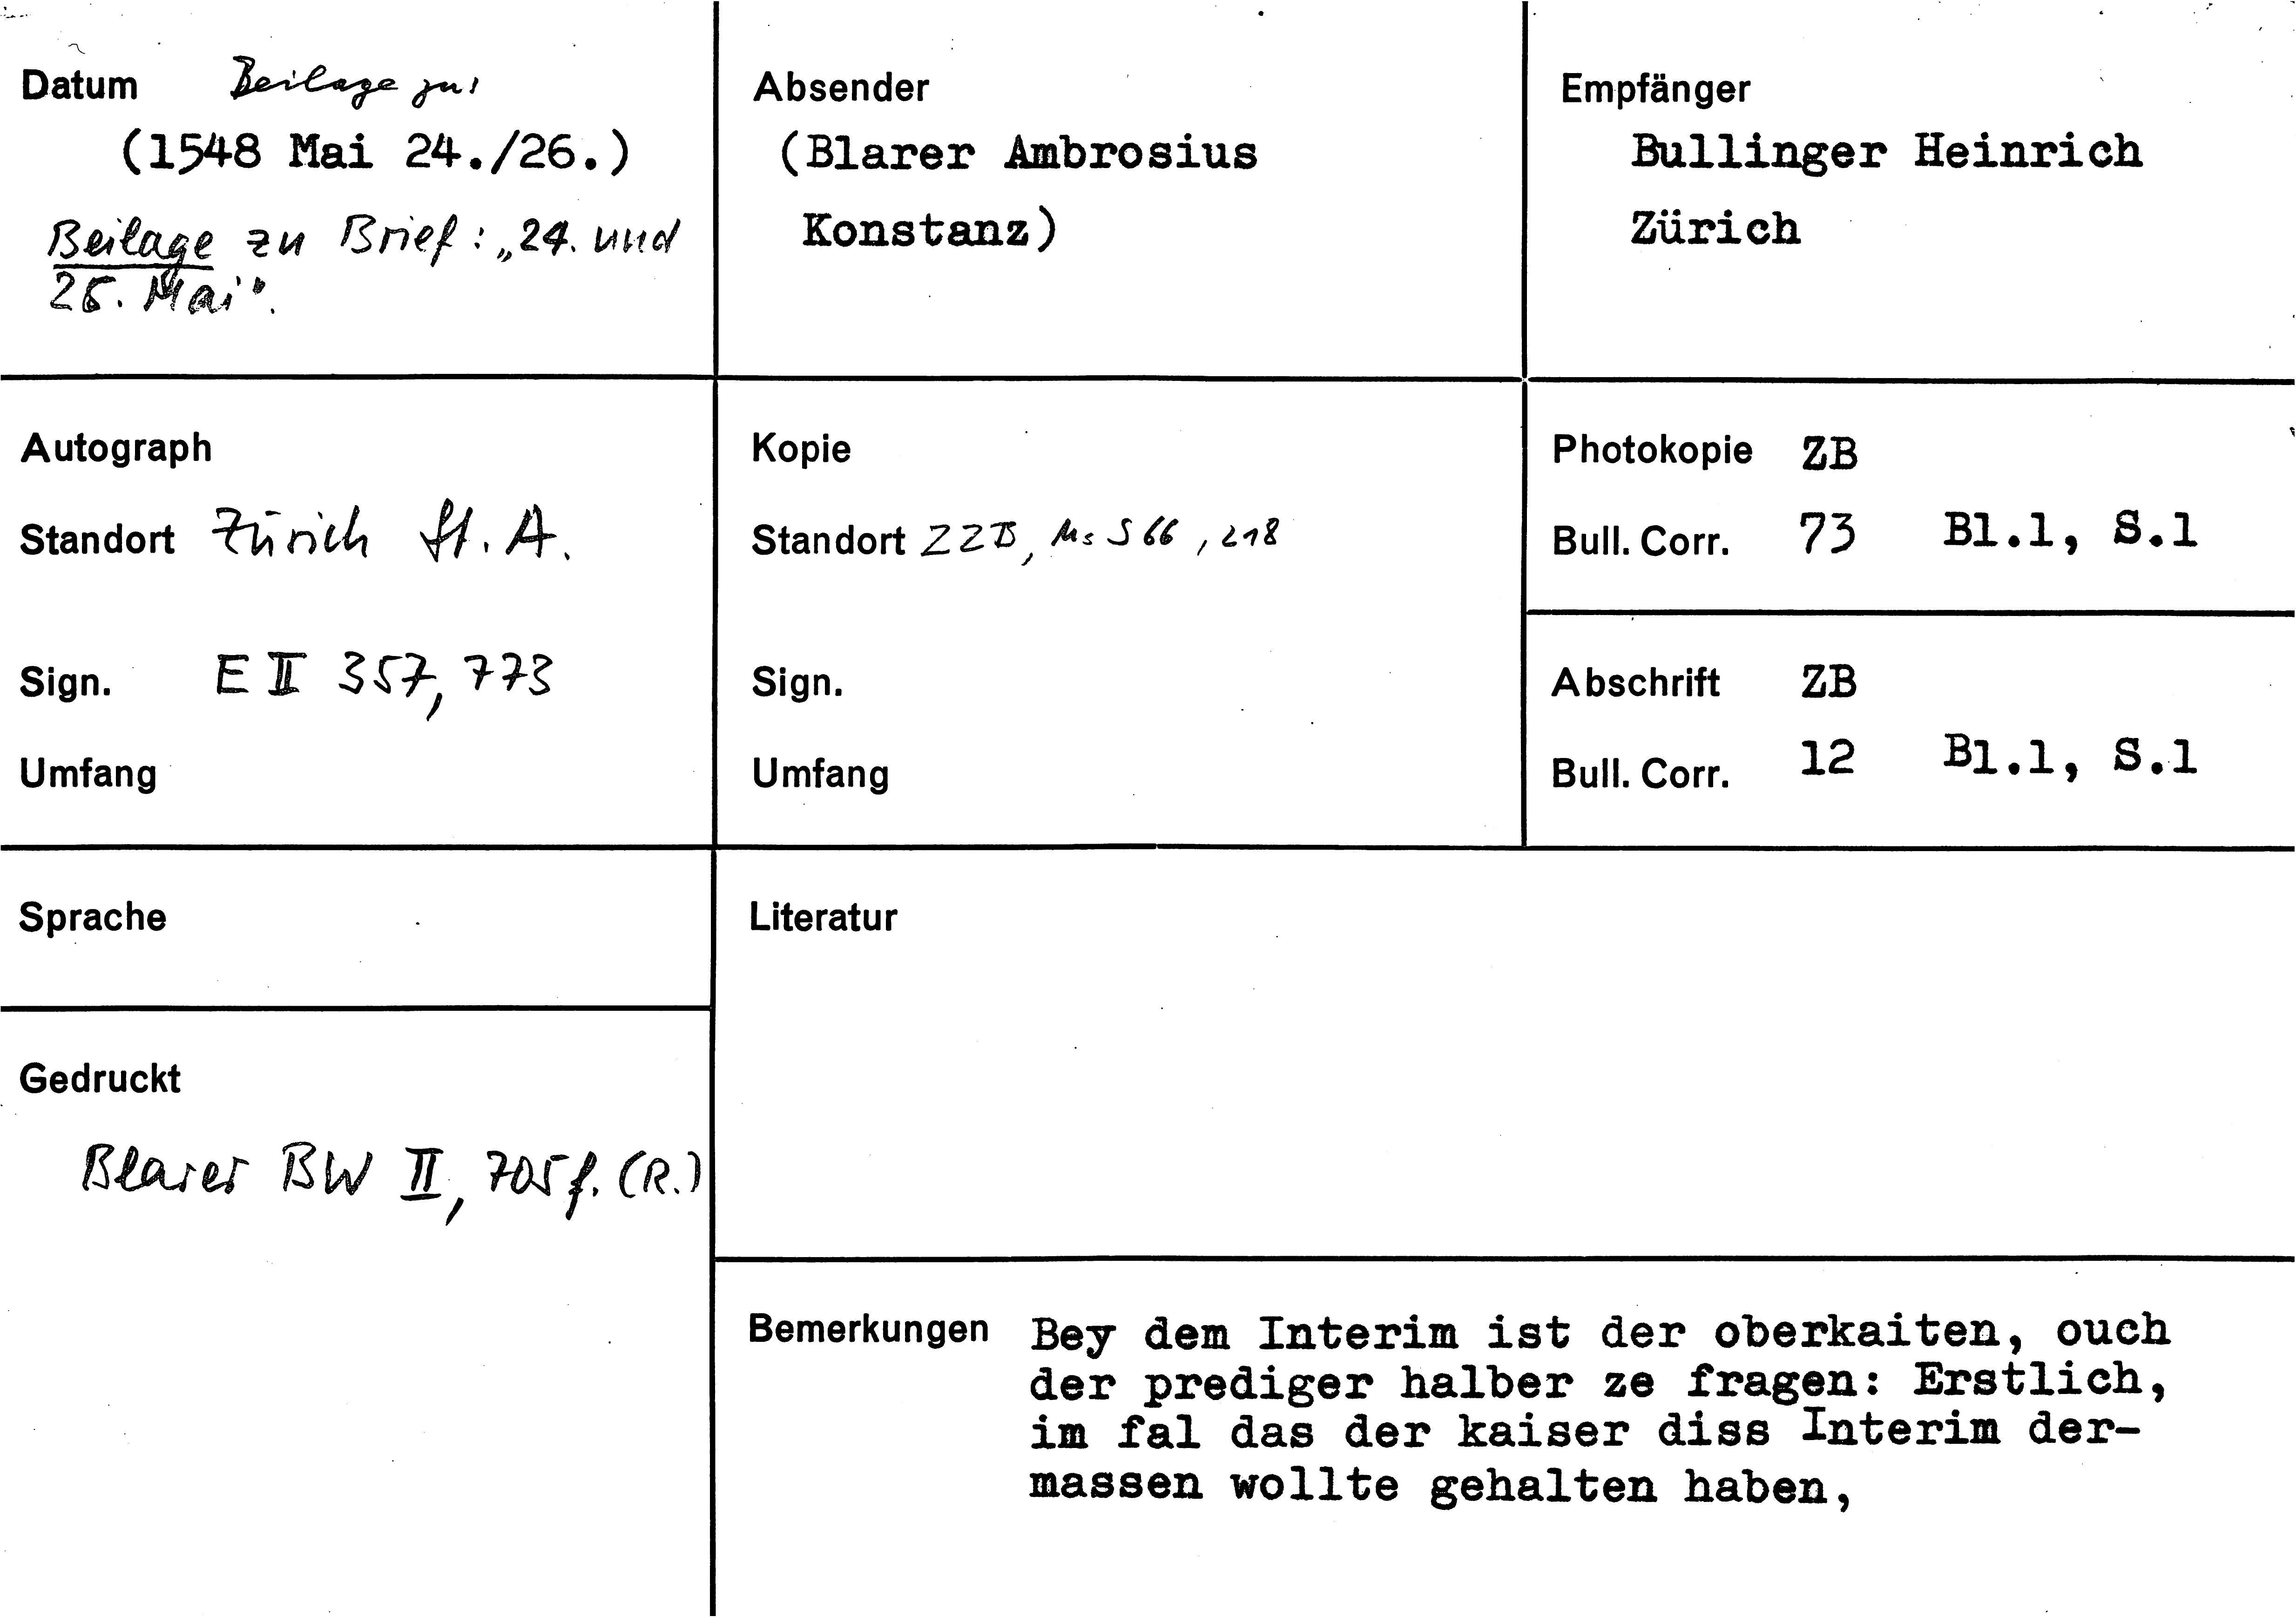 Datum Beilage zu:
(1548 Mai 24./26.)
Beilage zu Brief: „24. und
26. Mai".
Absender
(Blarer Ambrosius
Konstanz)
Empfänger
Bullinger Heinrich
Zürich
Autograph
Standort Zürich St. A.
Sign. E II 357, 773
Umfang
Kopie
Standort ZZB, Ms S 66, 218
Sign.
Umfang
Photokopie ZB
Bull. Corr. 73 Bl.1, S.1
Abschrift ZB
Bull. Corr. 12 Bl.1, S.1
Sprache
Literatur
Gedruckt
Blarer BW II, 705 f. (R.)
Bemerkungen Bey dem Interim ist der oberkaiten, ouch
der prediger halber ze fragen: Erstlich,
im fal das der kaiser diss Interim der-
massen wollte gehalten haben,